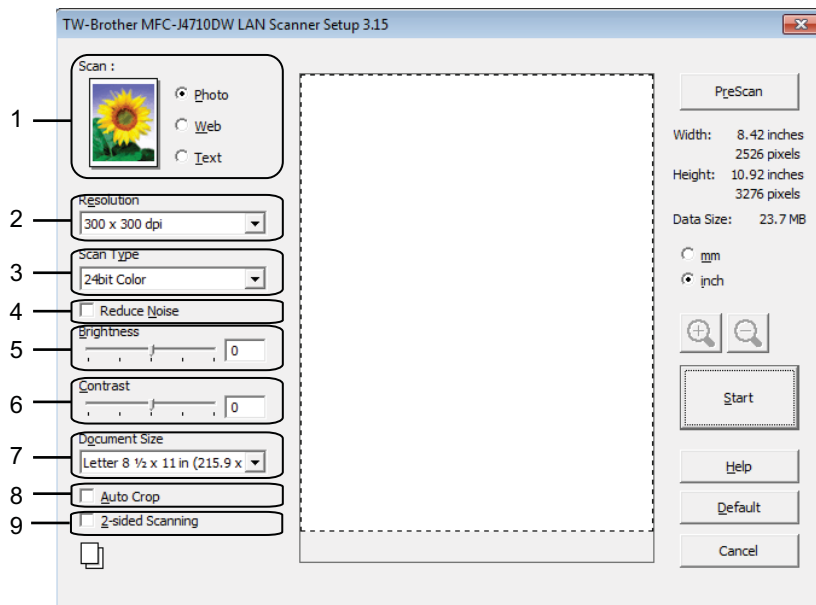 TW-Brother MFC-J4710DW LAN Scanner Setup 3.15
1
Scan :
Photo
Web
Text
2
Resolution
300 x 300 dpi
3
Scan Type
24bit Color
4
Reduce Noise
5
Brightness
0
6
Contrast
0
7
Document Size
Letter 8 ½ x 11 in (215.9 x
8
Auto Crop
9
2-sided Scanning
PreScan
Width: 8.42 inches
2526 pixels
Height: 10.92 inches
3276 pixels
Data Size: 23.7 MB
mm
inch
Start
Help
Default
Cancel